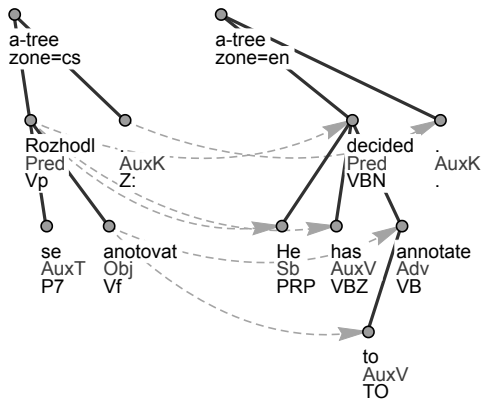 a-tree
zone=cs
a-tree
zone=en
Rozhodl
Pred
Vp
.
AuxK
Z:
decided
Pred
VBN
.
AuxK
.
se
AuxT
P7
anotovat
Obj
Vf
He
Sb
PRP
has
AuxV
VBZ
annotate
Adv
VB
to
AuxV
TO